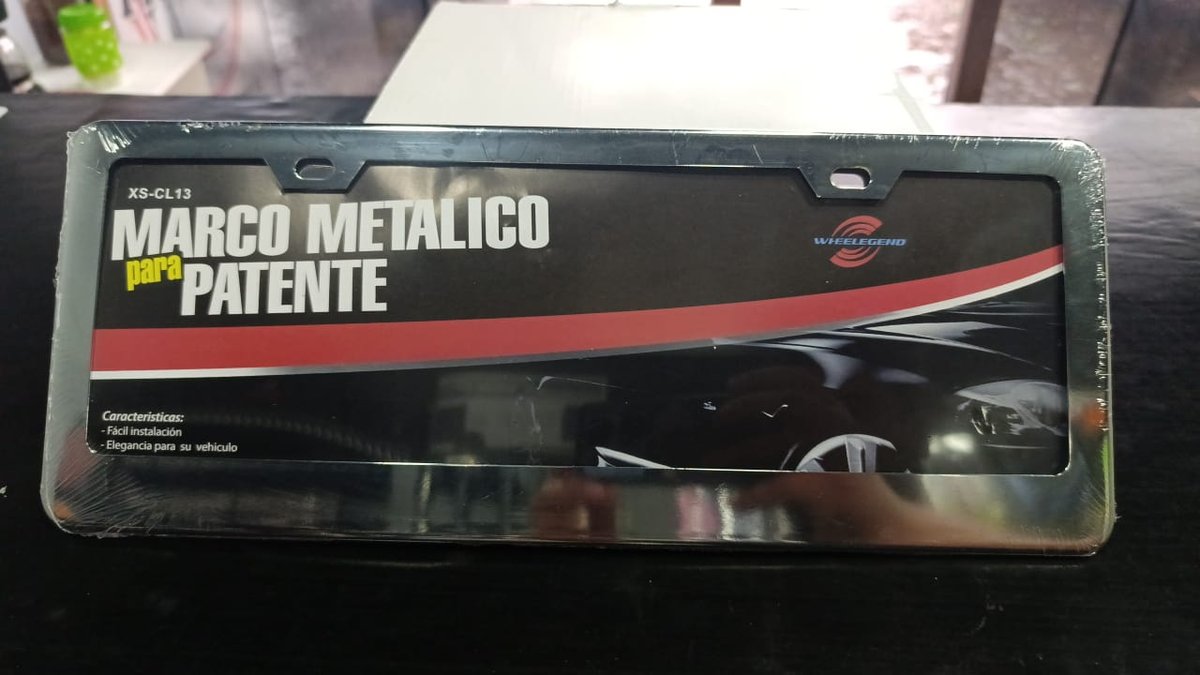 XS-CL13
MARCO METALICO
para PATENTE
WHEELEGEND
Caracteristicas:
- Fácil instalación
- Elegancia para su vehiculo